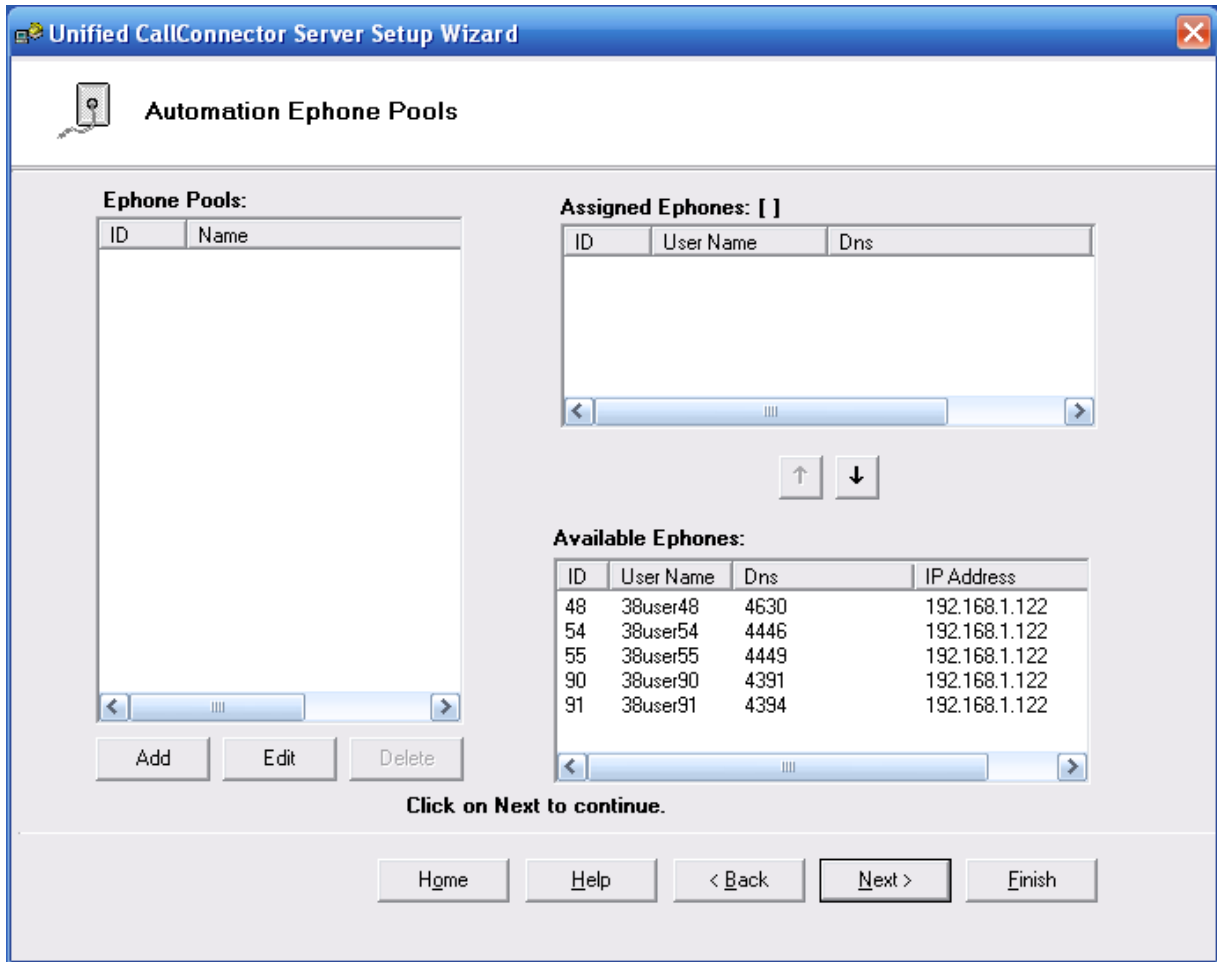 Unified CallConnector Server Setup Wizard
Automation Ephone Pools
Ephone Pools:
ID Name
Add Edit Delete
Assigned Ephones: [ ]
ID User Name Dns
Available Ephones:
ID User Name Dns IP Address
48 38user48 4630 192.168.1.122
54 38user54 4446 192.168.1.122
55 38user55 4449 192.168.1.122
90 38user90 4391 192.168.1.122
91 38user91 4394 192.168.1.122
Click on Next to continue.
Home Help < Back Next > Finish